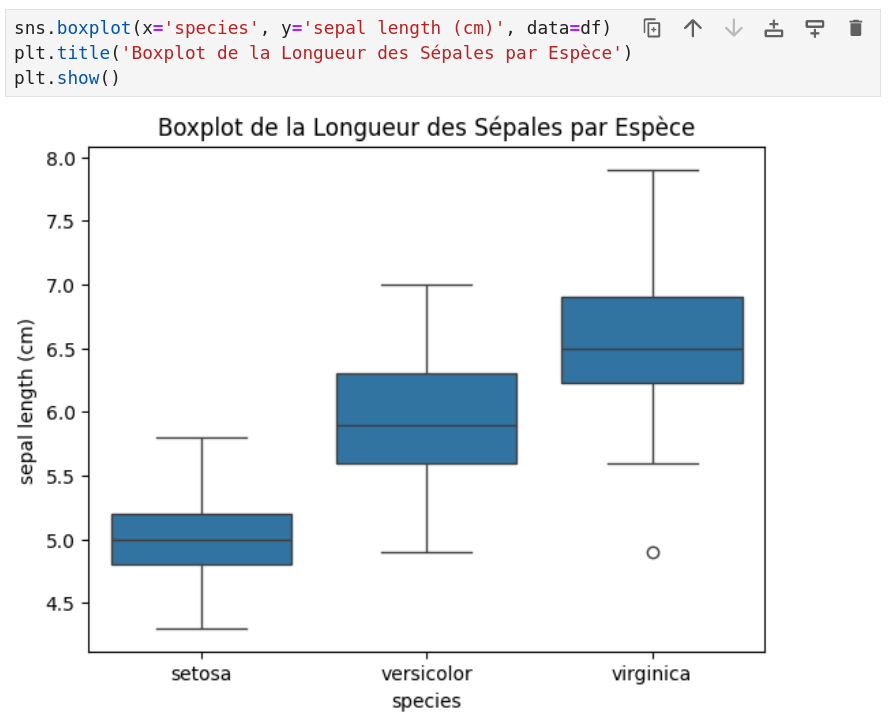 sns.boxplot(x='species', y='sepal length (cm)', data=df)
plt.title('Boxplot de la Longueur des Sépales par Espèce')
plt.show()
Boxplot de la Longueur des Sépales par Espèce
8.0
7.5
7.0
6.5
6.0
5.5
5.0
4.5
sepal length (cm)
setosa versicolor virginica
species